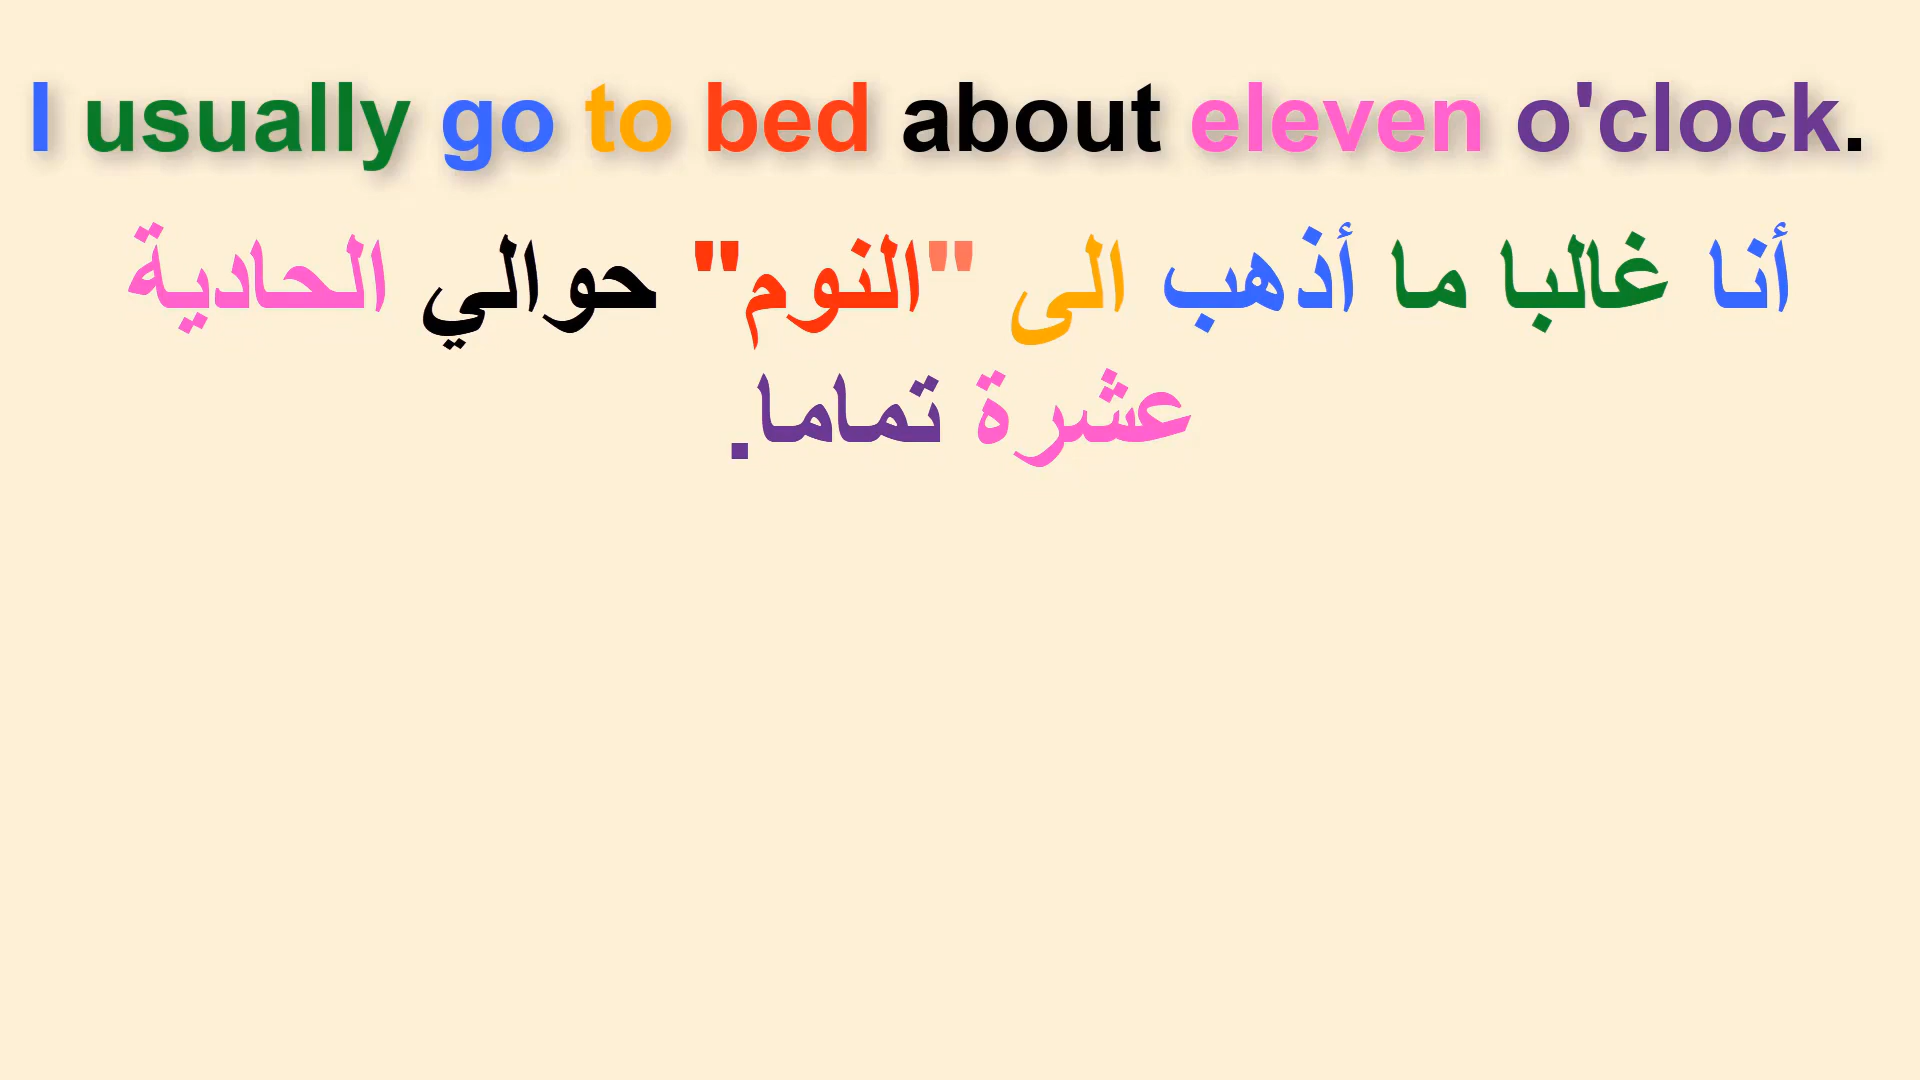 I usually go to bed about eleven o'clock.
أنا غالبا ما أذهب الى "النوم" حوالي الحادية
عشرة تماما.